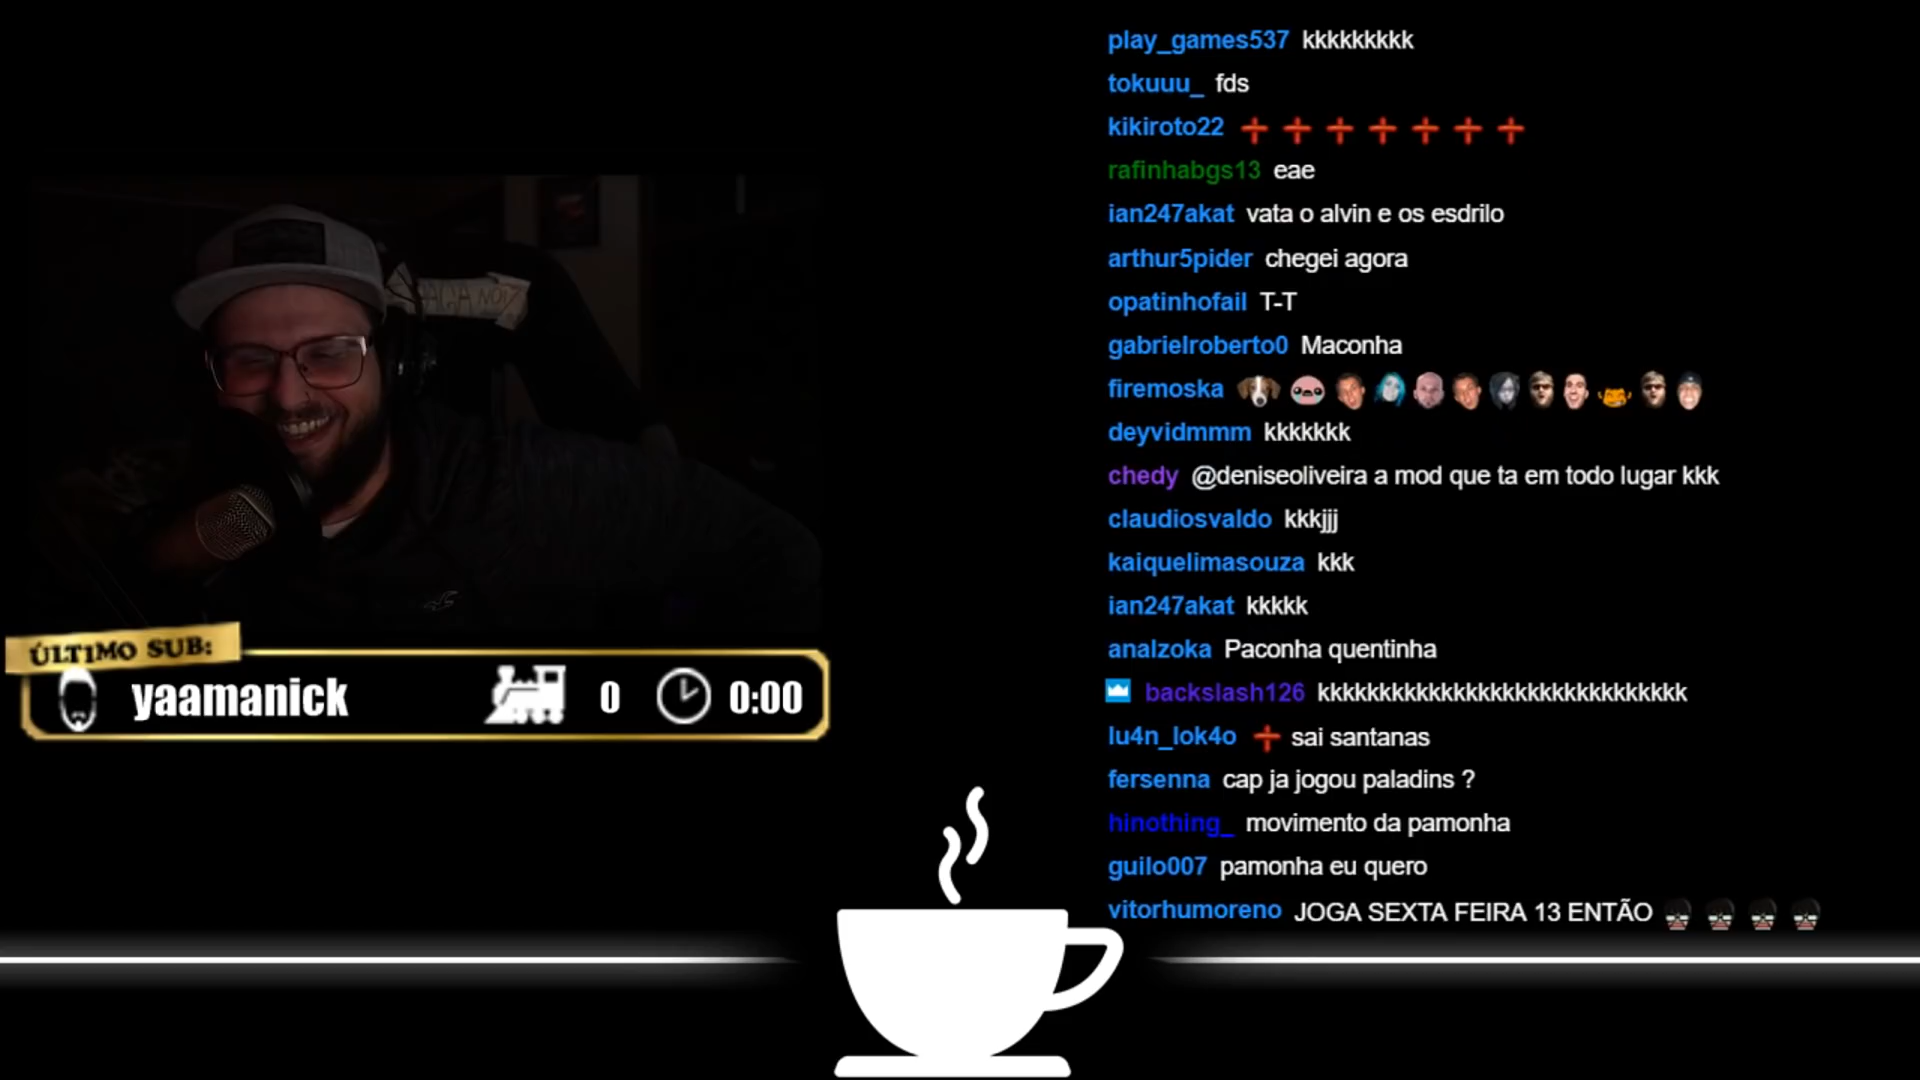 play_games537 kkkkkkkkk
tokuuu_ fds
kikiroto22
rafinhabgs13 eae
ian247akat vata o alvin e os esdrilo
arthur5pider chegei agora
opatinhofail T-T
gabrielroberto0 Maconha
firemoska
deyvidmmm kkkkkkk
chedy @deniseoliveira a mod que ta em todo lugar kkk
claudiosvaldo kkkjjj
kaiquelimasouza kkk
ian247akat kkkkk
analzoka Paconha quentinha
backslash126 kkkkkkkkkkkkkkkkkkkkkkkkkkkkkk
lu4n_lok4o sai santanas
fersenna cap ja jogou paladins ?
hinothing_ movimento da pamonha
guilo007 pamonha eu quero
vitorhumoreno JOGA SEXTA FEIRA 13 ENTÃO
ÚLTIMO SUB:
yaamanick 0 0:00